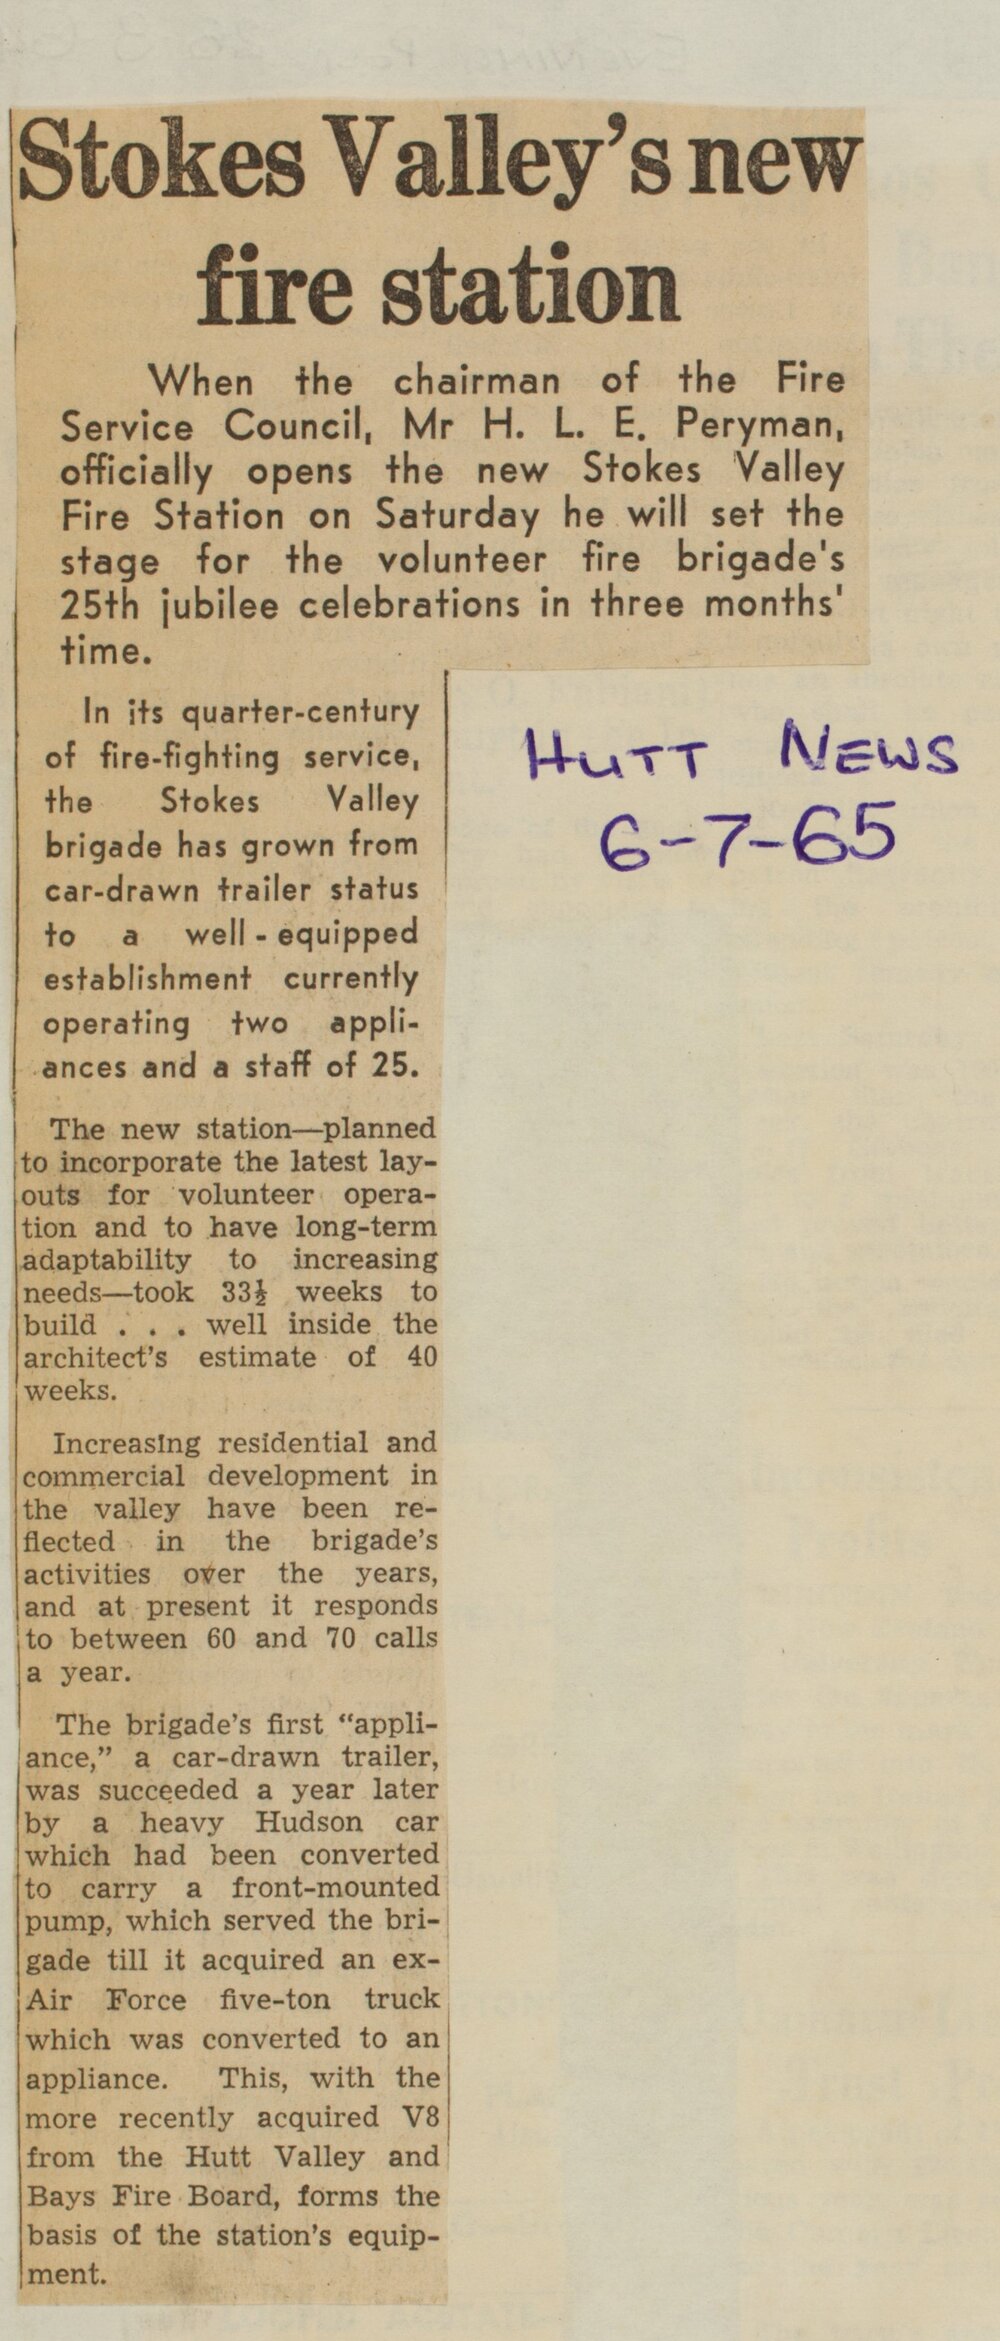 Stokes Valley's new
fire station
When the chairman of the Fire
Service Council, Mr H. L. E. Peryman,
officially opens the new Stokes Valley
Fire Station on Saturday he will set the
stage for the volunteer fire brigade's
25th jubilee celebrations in three months'
time.
In its quarter-century
of fire-fighting service,
the Stokes Valley
brigade has grown from
car-drawn trailer status
to a well-equipped
establishment currently
operating two appli-
ances and a staff of 25.
The new station—planned
to incorporate the latest lay-
outs for volunteer opera-
tion and to have long-term
adaptability to increasing
needs—took 33½ weeks to
build . . . well inside the
architect's estimate of 40
weeks.
Increasing residential and
commercial development in
the valley have been re-
flected in the brigade's
activities over the years,
and at present it responds
to between 60 and 70 calls
a year.
The brigade's first "appli-
ance," a car-drawn trailer,
was succeeded a year later
by a heavy Hudson car
which had been converted
to carry a front-mounted
pump, which served the bri-
gade till it acquired an ex-
Air Force five-ton truck
which was converted to an
appliance. This, with the
more recently acquired V8
from the Hutt Valley and
Bays Fire Board, forms the
basis of the station's equip-
ment.
HUTT NEWS
6-7-65